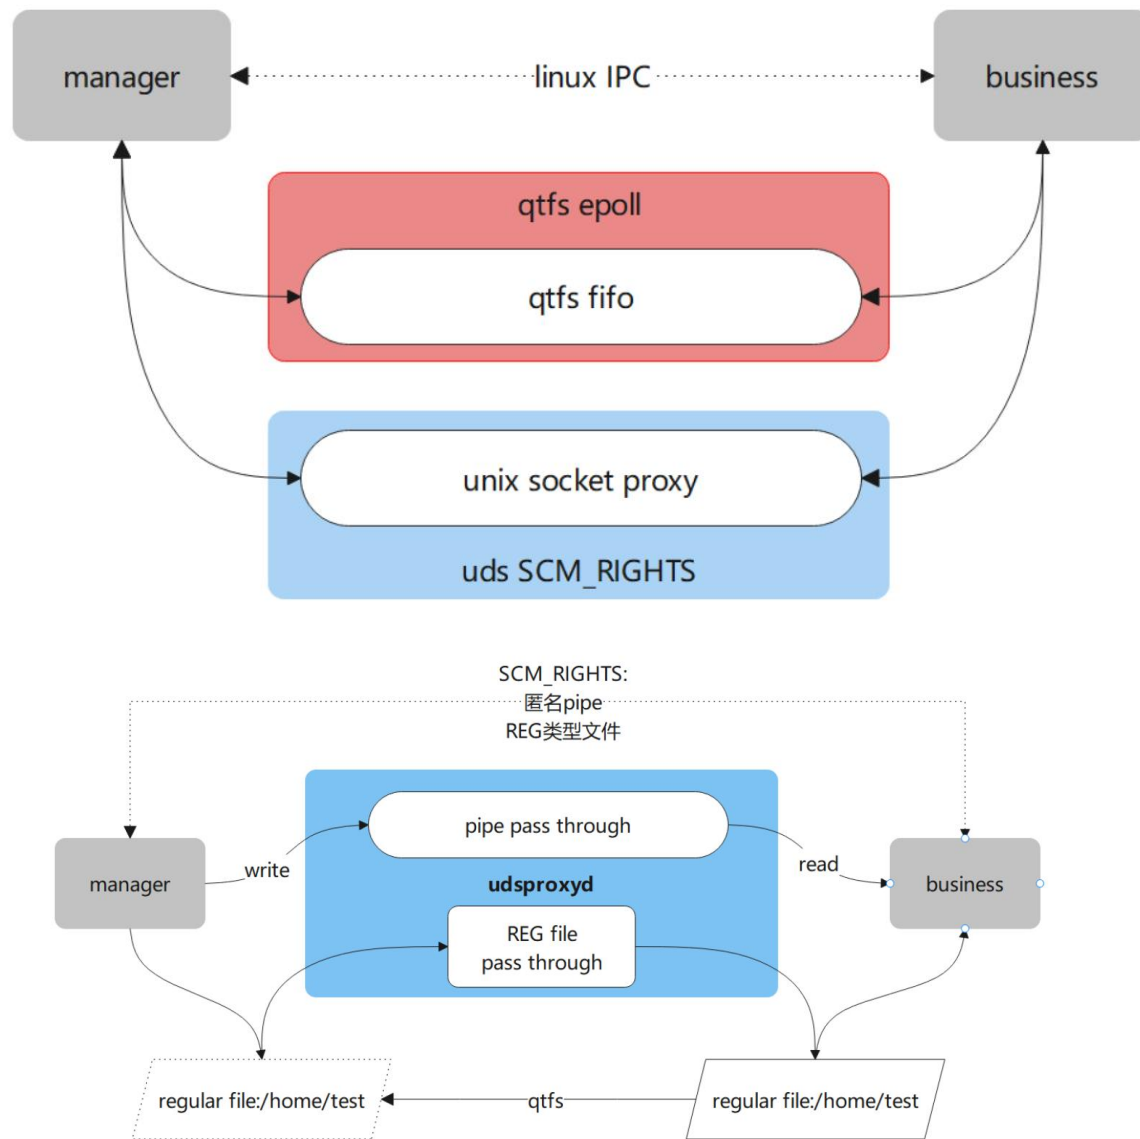 manager
linux IPC
business
qtfs epoll
qtfs fifo
unix socket proxy
uds SCM_RIGHTS
SCM_RIGHTS:
匿名pipe
REG类型文件
pipe pass through
write
read
manager
udsproxyd
business
REG file
pass through
regular file:/home/test
qtfs
regular file:/home/test